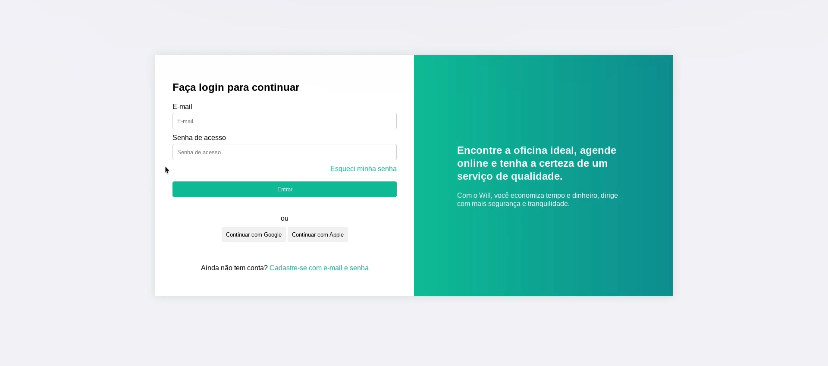 Faça login para continuar
E-mail
E-mail
Senha de acesso
Senha de acesso
Esqueci minha senha
Entrar
ou
Continuar com Google Continuar com Apple
Ainda não tem conta? Cadastre-se com e-mail e senha
Encontre a oficina ideal, agende
online e tenha a certeza de um
serviço de qualidade.
Com o Will, você economiza tempo e dinheiro, dirige
com mais segurança e tranquilidade.